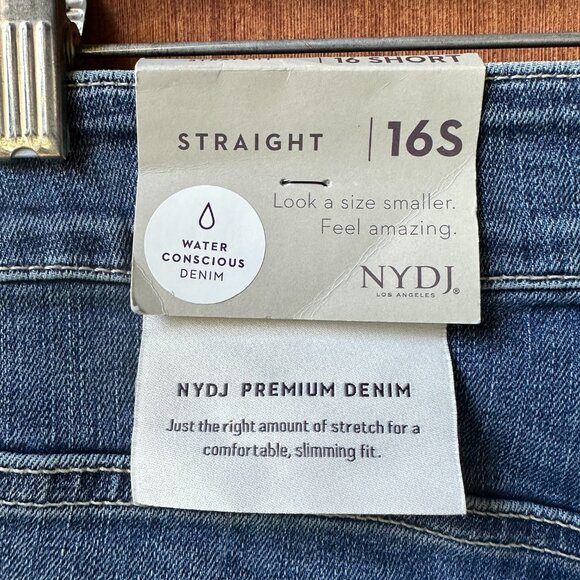 16 SHORT
STRAIGHT | 16S
Look a size smaller.
Feel amazing.
WATER
CONSCIOUS
DENIM
NYDJ®
LOS ANGELES
NYDJ PREMIUM DENIM
Just the right amount of stretch for a
comfortable, slimming fit.